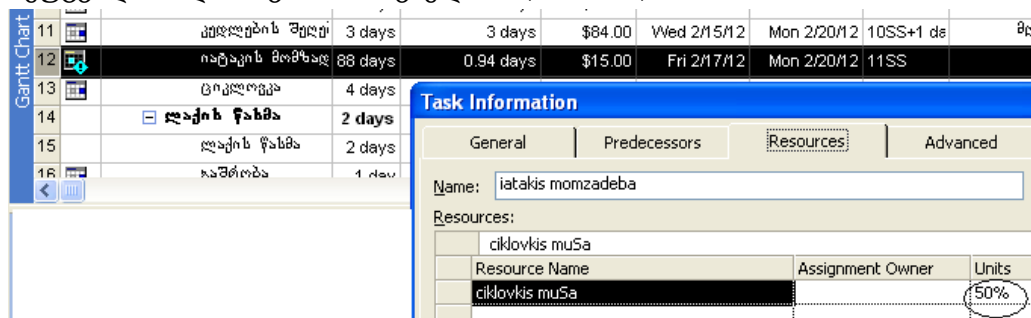 Gantt Chart
11 კედლების 3 days 3 days $84.00 Wed 2/15/12 Mon 2/20/12 10SS+1 da
12 იატაკის მომზად 88 days 0.94 days $15.00 Fri 2/17/12 Mon 2/20/12 11SS
13 ციკლოვკა 4 days
14 ლაქის წასმა 2 days
15 ლაქის წასმა 2 days
16 1 day
Task Information
General Predecessors Resources Advanced
Name: iatakis momzadeba
Resources:
ciklovkis muSa
Resource Name Assignment Owner Units
ciklovkis muSa 50%